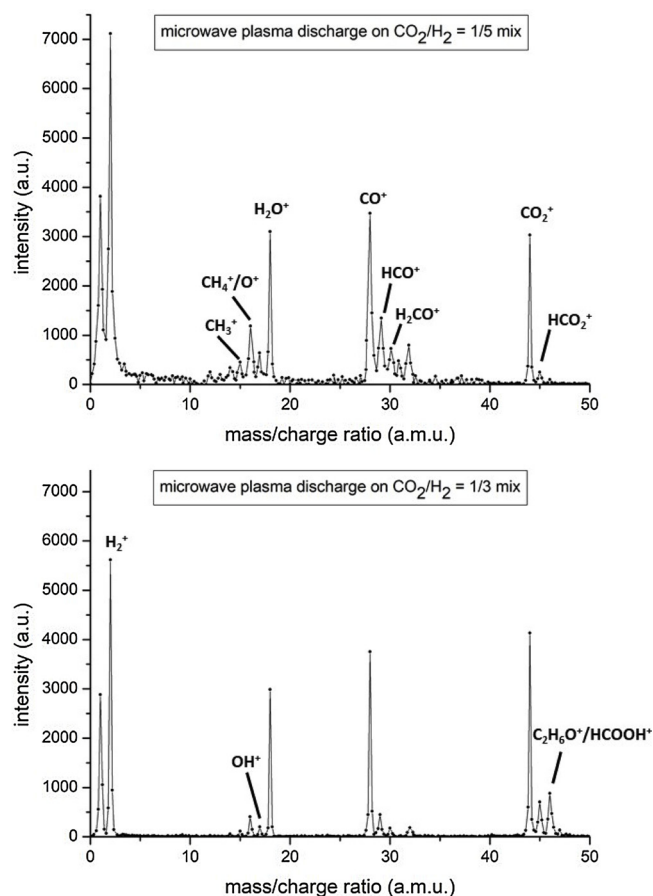 microwave plasma discharge on CO₂/H₂ = 1/5 mix
7000
6000
5000
4000
3000
2000
1000
0
intensity (a.u.)
CH₃⁺
CH₄⁺/O⁺
H₂O⁺
CO⁺
HCO⁺
H₂CO⁺
CO₂⁺
HCO₂⁺
0 10 20 30 40 50
mass/charge ratio (a.m.u.)
microwave plasma discharge on CO₂/H₂ = 1/3 mix
7000
6000
5000
4000
3000
2000
1000
0
intensity (a.u.)
H₂⁺
OH⁺
C₂H₆O⁺/HCOOH⁺
0 10 20 30 40 50
mass/charge ratio (a.m.u.)